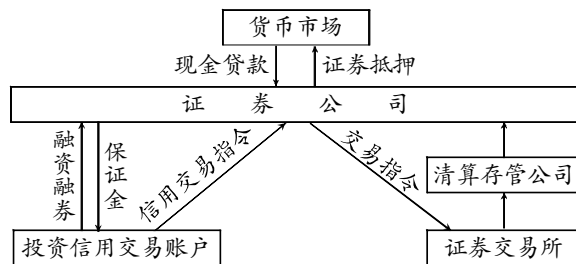 货币市场
现金贷款
证券抵押
证券公司
融资融券
保证金
信用交易指令
交易指令
清算存管公司
投资信用交易账户
证券交易所